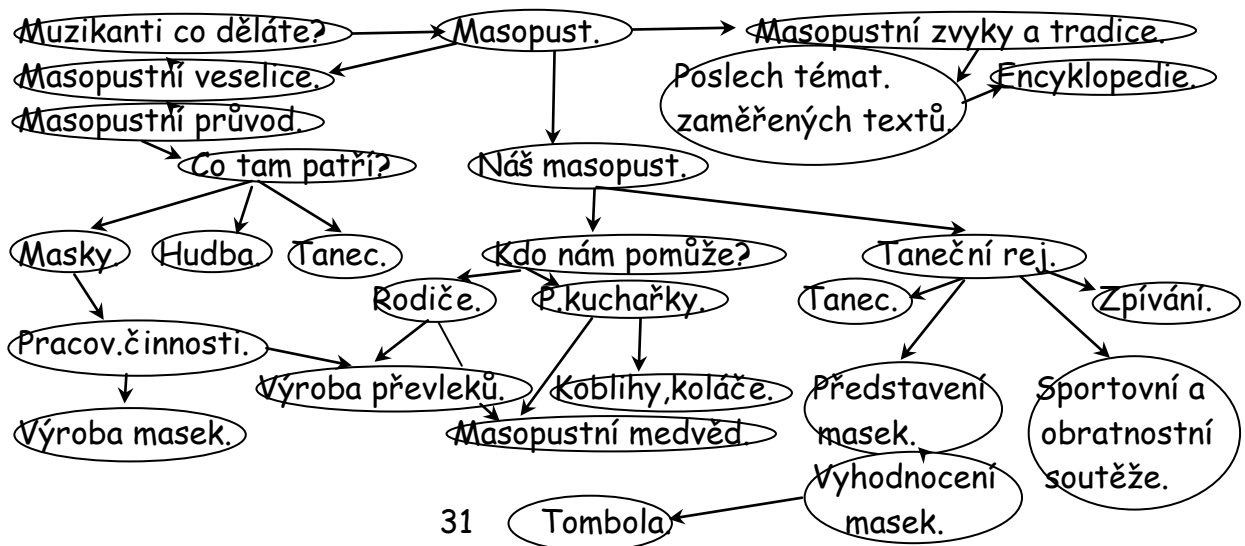 Muzikanti co děláte?
Masopust.
Masopustní zvyky a tradice.
Masopustní veselice.
Poslech témat.
zaměřených textů.
Encyklopedie.
Masopustní průvod.
Co tam patří?
Náš masopust.
Masky.
Hudba.
Tanec.
Kdo nám pomůže?
Taneční rej.
Rodiče.
P.kuchařky.
Tanec.
Zpívání.
Pracov.činnosti.
Výroba převleků.
Koblihy,koláče.
Představení
masek.
Sportovní a
obratnostní
soutěže.
Výroba masek.
Masopustní medvěd.
Vyhodnocení
masek.
31
Tombola.